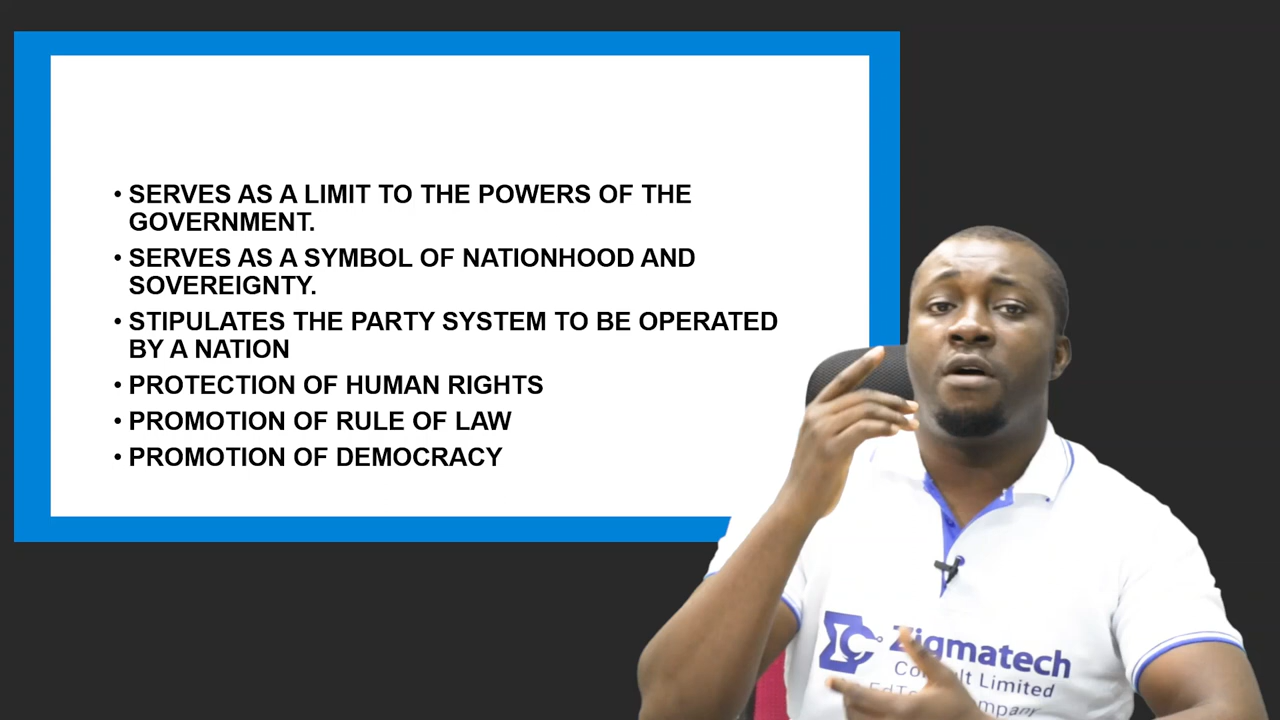 • SERVES AS A LIMIT TO THE POWERS OF THE
GOVERNMENT.
• SERVES AS A SYMBOL OF NATIONHOOD AND
SOVEREIGNTY.
• STIPULATES THE PARTY SYSTEM TO BE OPERATED
BY A NATION
• PROTECTION OF HUMAN RIGHTS
• PROMOTION OF RULE OF LAW
• PROMOTION OF DEMOCRACY
Zigmatech
Limited